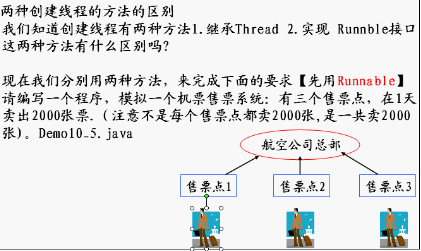 两种创建线程的方法的区别
我们知道创建线程有两种方法1.继承Thread 2.实现 Runnble接口
这两种方法有什么区别吗?
现在我们分别用两种方法，来完成下面的要求【先用Runnable】
请编写一个程序，模拟一个机票售票系统：有三个售票点，在1天
卖出2000张票.(注意不是每个售票点都卖2000张,是一共卖2000
张)。Demo10_5.java
航空公司总部
售票点1 售票点2 售票点3